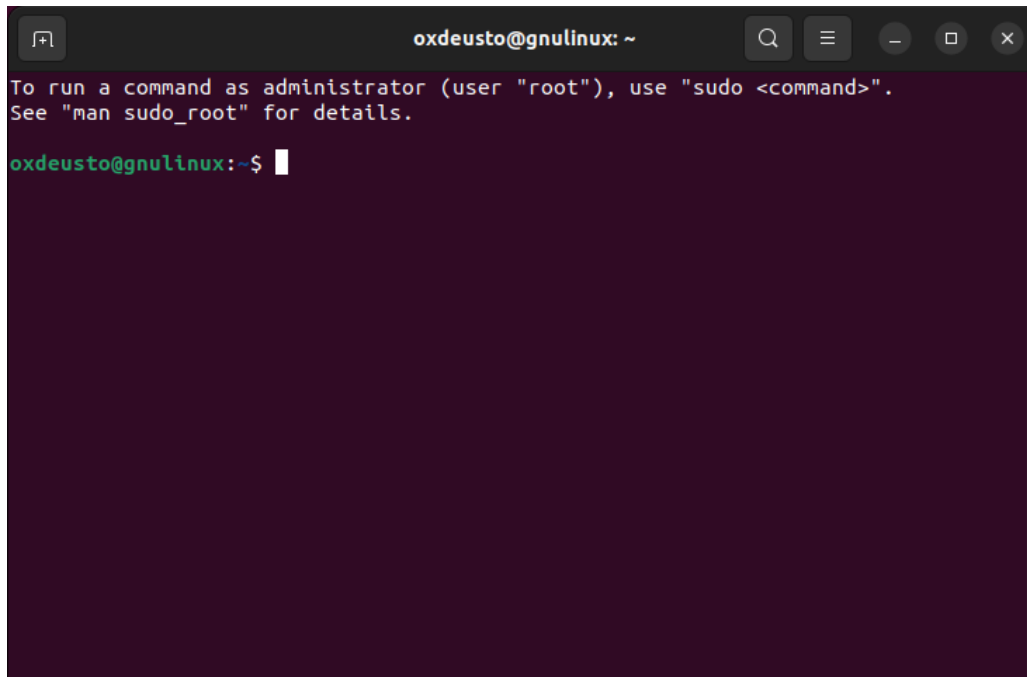 oxdeusto@gnulinux: ~
To run a command as administrator (user "root"), use "sudo <command>".
See "man sudo_root" for details.
oxdeusto@gnulinux:~$